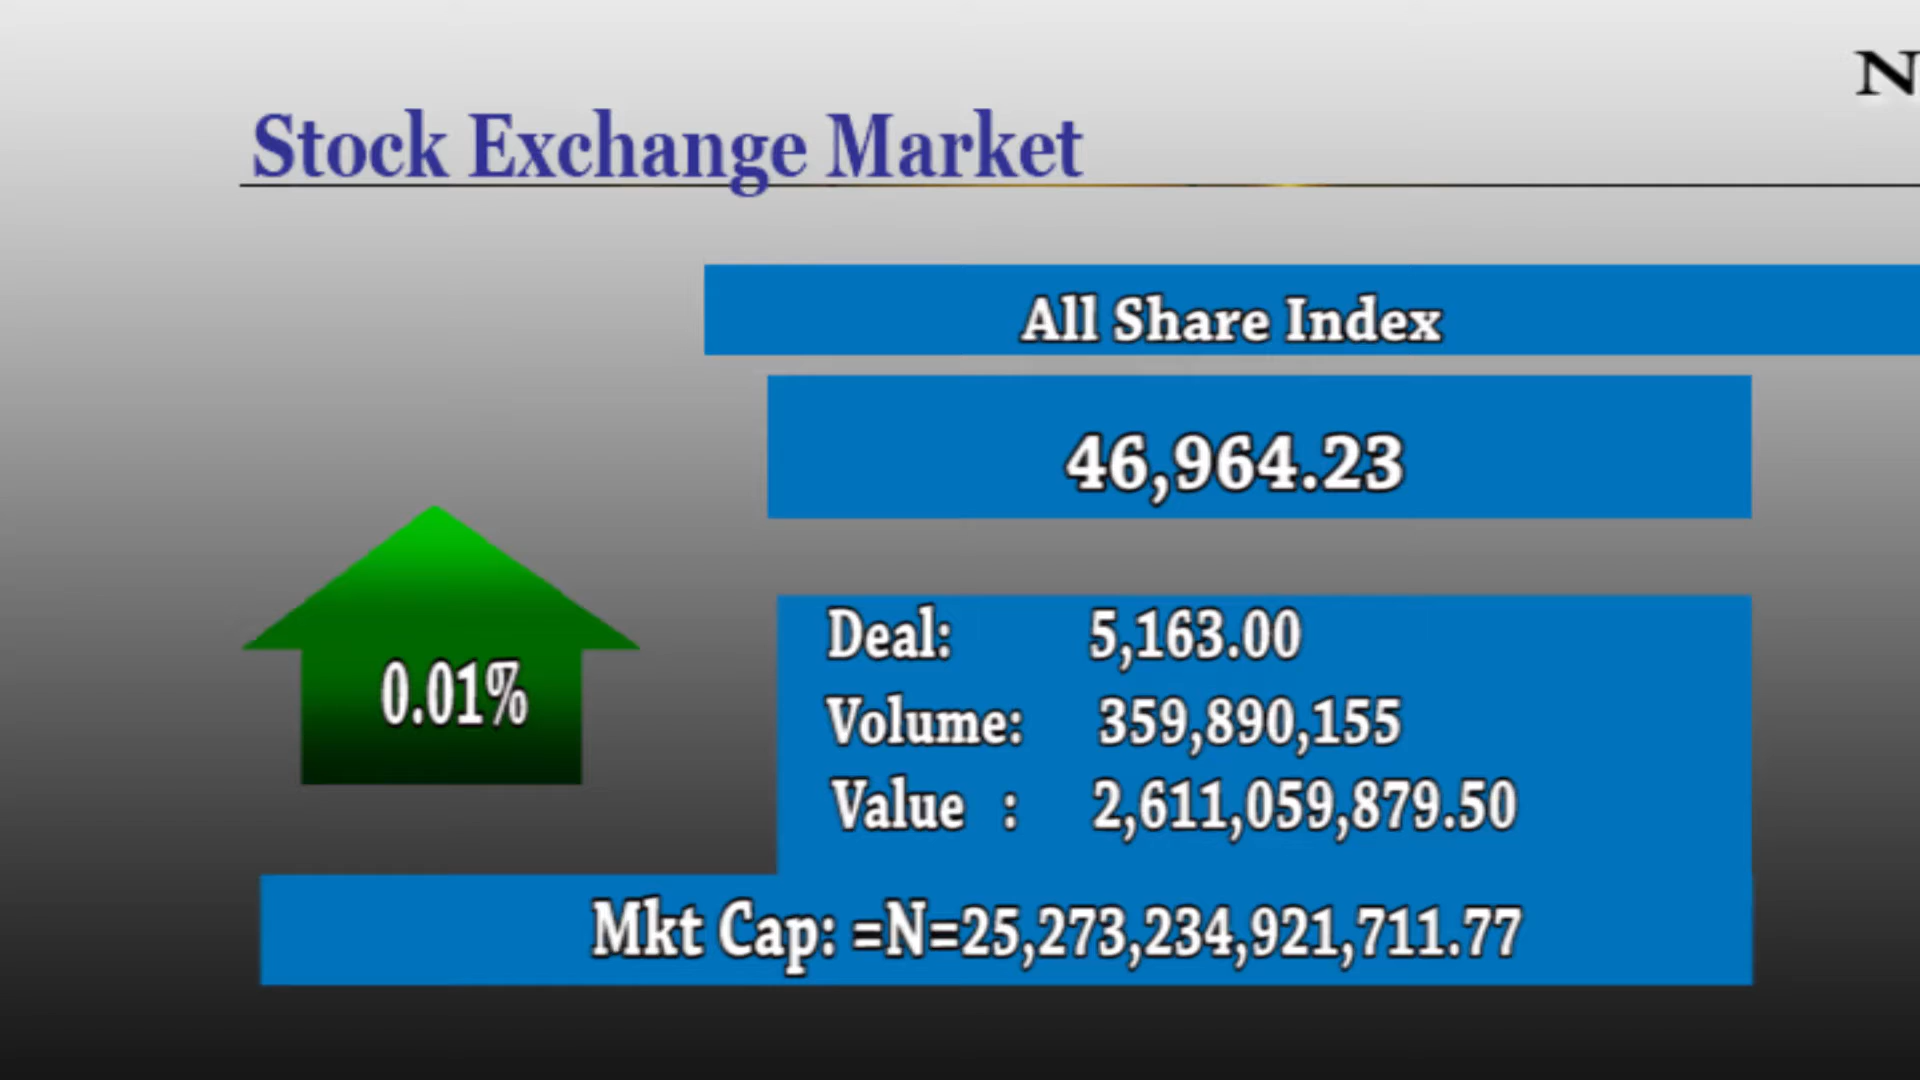 N
Stock Exchange Market
All Share Index
46,964.23
0.01%
Deal: 5,163.00
Volume: 359,890,155
Value : 2,611,059,879.50
Mkt Cap: =N=25,273,234,921,711.77